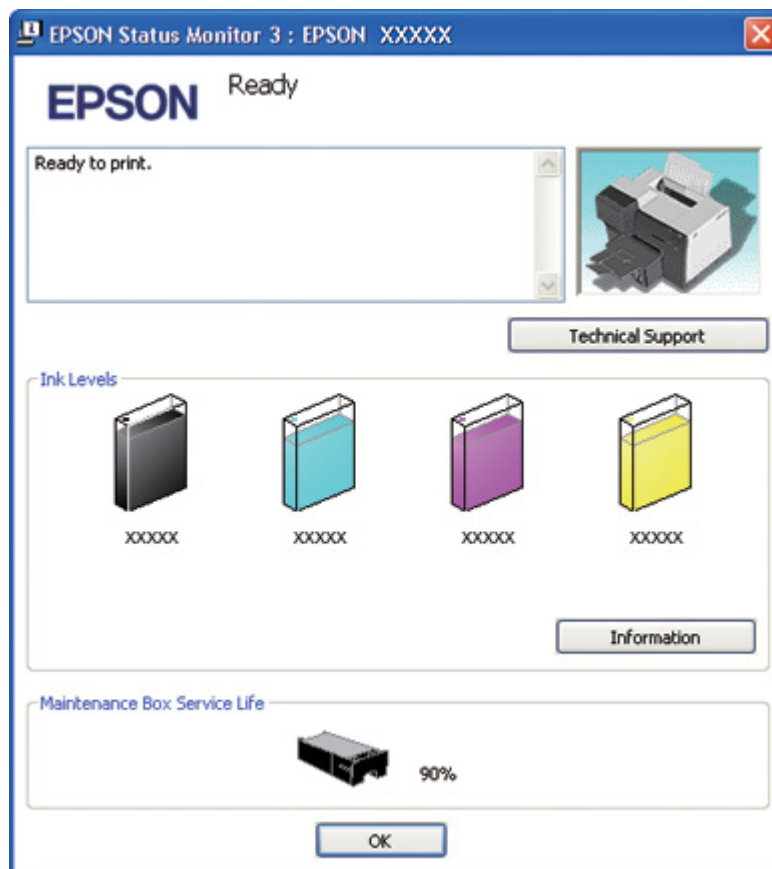 EPSON Status Monitor 3 : EPSON XXXXX
EPSON
Ready
Ready to print.
Technical Support
Ink Levels
XXXXX XXXXX XXXXX XXXXX
Information
Maintenance Box Service Life
90%
OK